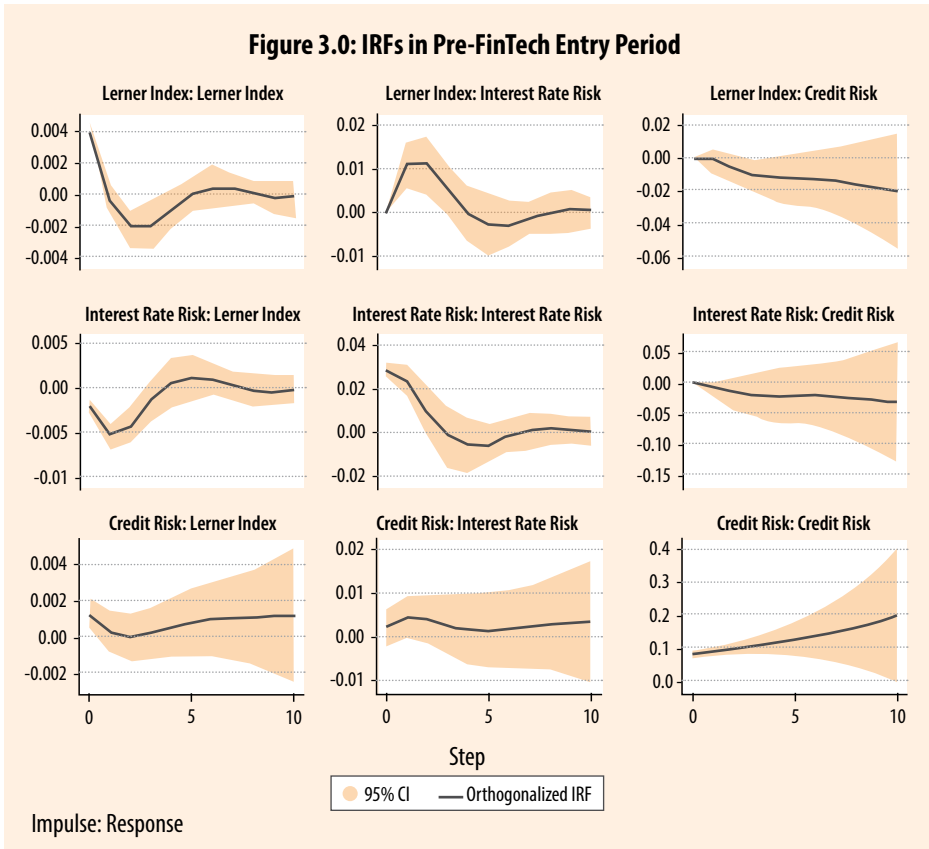 Figure 3.0: IRFs in Pre-FinTech Entry Period
Lerner Index: Lerner Index
0.004
0.002
0.00
-0.002
-0.004
Lerner Index: Interest Rate Risk
0.02
0.01
0.00
-0.01
Lerner Index: Credit Risk
0.02
0.00
-0.02
-0.04
-0.06
Interest Rate Risk: Lerner Index
0.005
0.00
-0.005
-0.01
Interest Rate Risk: Interest Rate Risk
0.04
0.02
0.00
-0.02
Interest Rate Risk: Credit Risk
0.05
0.00
-0.05
-0.10
-0.15
Credit Risk: Lerner Index
0.004
0.002
0.00
-0.002
0 5 10
Credit Risk: Interest Rate Risk
0.02
0.01
0.00
-0.01
0 5 10
Credit Risk: Credit Risk
0.4
0.3
0.2
0.1
0.0
0 5 10
Step
95% CI Orthogonalized IRF
Impulse: Response